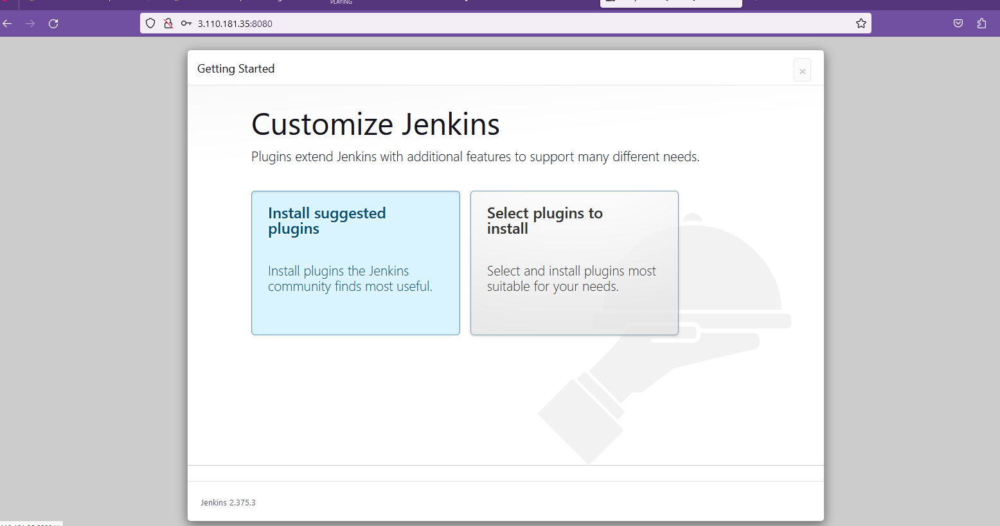 PLAYING
3.110.181.35:8080
Getting Started
×
Customize Jenkins
Plugins extend Jenkins with additional features to support many different needs.
Install suggested
plugins
Install plugins the Jenkins
community finds most useful.
Select plugins to
install
Select and install plugins most
suitable for your needs.
Jenkins 2.375.3